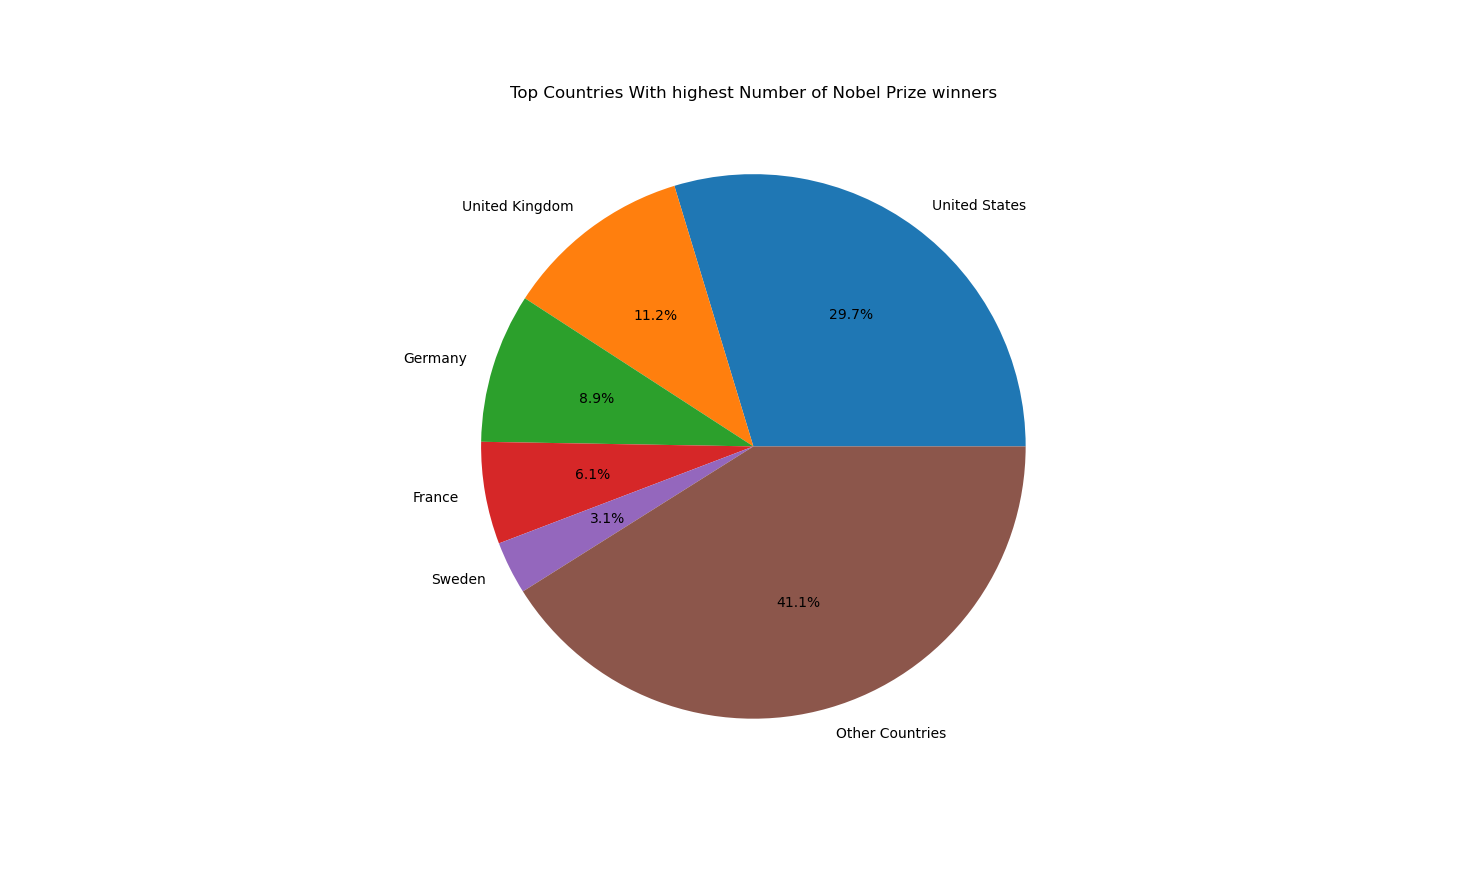 Top Countries With highest Number of Nobel Prize winners
United Kingdom
United States
11.2%
29.7%
Germany
8.9%
6.1%
France
3.1%
Sweden
41.1%
Other Countries